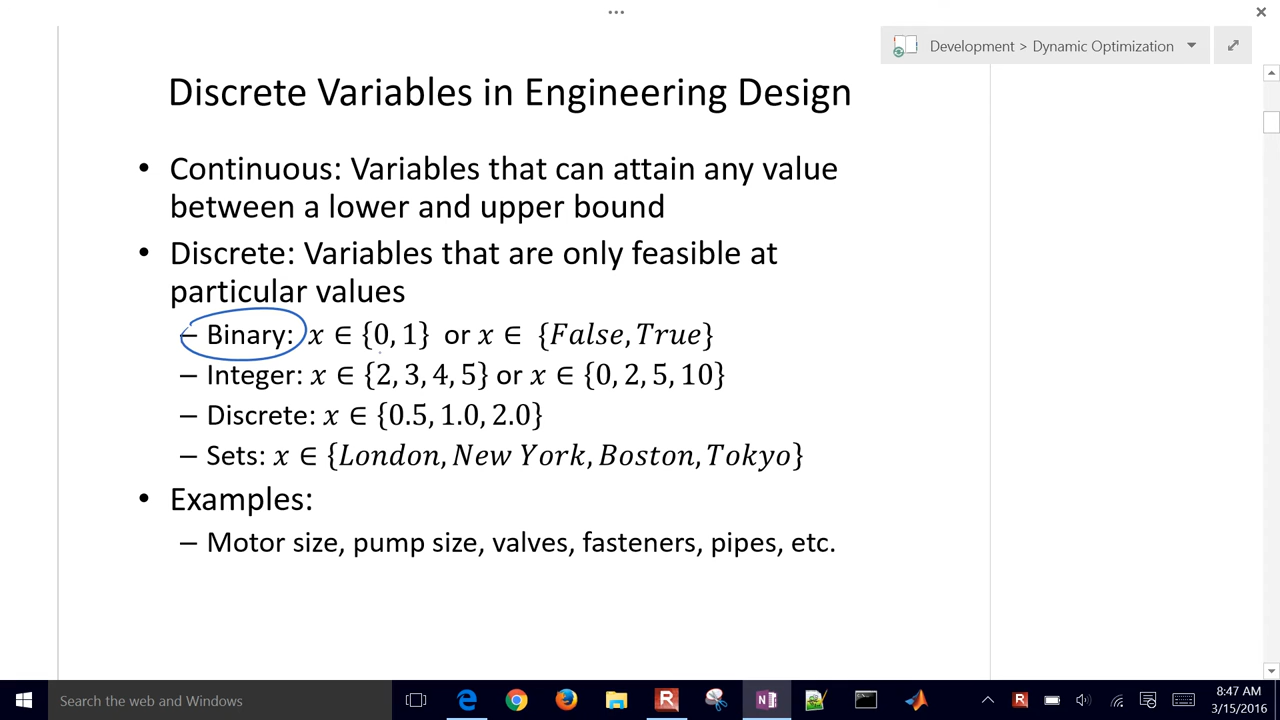 Development > Dynamic Optimization
Discrete Variables in Engineering Design
• Continuous: Variables that can attain any value
between a lower and upper bound
• Discrete: Variables that are only feasible at
particular values
– Binary: x ∈ {0, 1} or x ∈ {False, True}
– Integer: x ∈ {2, 3, 4, 5} or x ∈ {0, 2, 5, 10}
– Discrete: x ∈ {0.5, 1.0, 2.0}
– Sets: x ∈ {London, New York, Boston, Tokyo}
• Examples:
– Motor size, pump size, valves, fasteners, pipes, etc.
Search the web and Windows
8:47 AM
3/15/2016